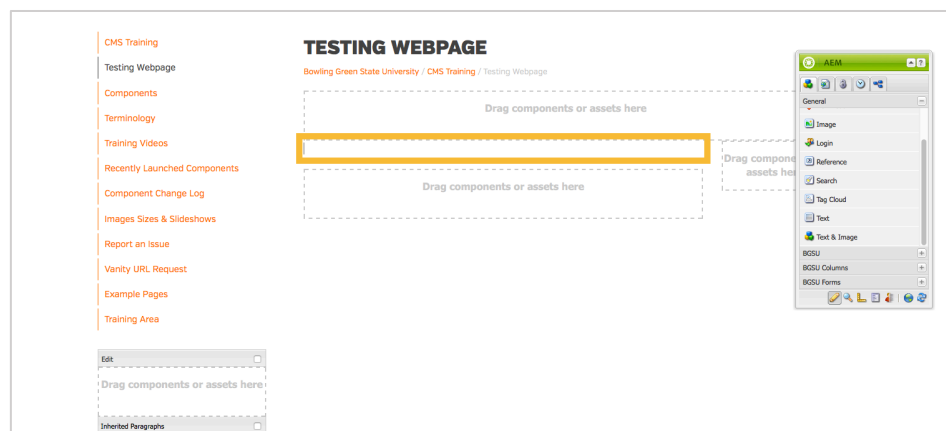 CMS Training
Testing Webpage
Components
Terminology
Training Videos
Recently Launched Components
Component Change Log
Images Sizes & Slideshows
Report an Issue
Vanity URL Request
Example Pages
Training Area
Edit
Drag components or assets here
Inherited Paragraphs
TESTING WEBPAGE
Bowling Green State University / CMS Training / Testing Webpage
Drag components or assets here
Drag components or assets here
Drag compone
assets he
AEM
?
General
Image
Login
Reference
Search
Tag Cloud
Text
Text & Image
BGSU
BGSU Columns
BGSU Forms